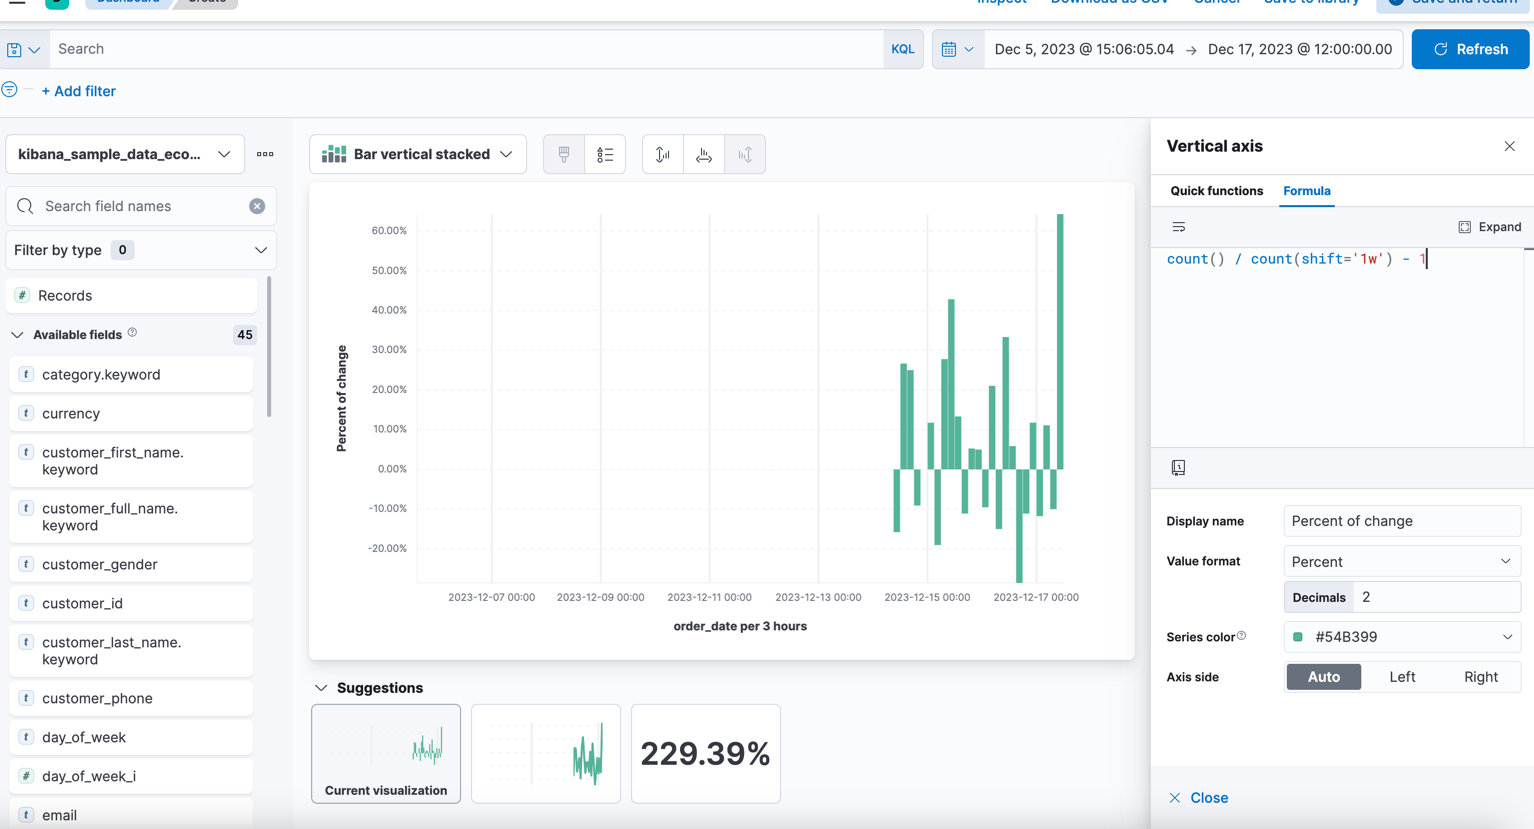 D
Dashboard
Create
Inspect
Download as CSV
Cancel
Save to library
Save and return
Search
KQL
Dec 5, 2023 @ 15:06:05.04 → Dec 17, 2023 @ 12:00:00.00
Refresh
+ Add filter
kibana_sample_data_eco...
Search field names
Filter by type 0
# Records
Available fields 45
t category.keyword
t currency
t customer_first_name.
keyword
t customer_full_name.
keyword
t customer_gender
t customer_id
t customer_last_name.
keyword
t customer_phone
t day_of_week
# day_of_week_i
t email
Bar vertical stacked
Percent of change
60.00%
50.00%
40.00%
30.00%
20.00%
10.00%
0.00%
-10.00%
-20.00%
2023-12-07 00:00
2023-12-09 00:00
2023-12-11 00:00
2023-12-13 00:00
2023-12-15 00:00
2023-12-17 00:00
order_date per 3 hours
Suggestions
Current visualization
229.39%
Vertical axis
Quick functions
Formula
Expand
count() / count(shift='1w') - 1
Display name
Percent of change
Value format
Percent
Decimals 2
Series color
#54B399
Axis side
Auto Left Right
Close